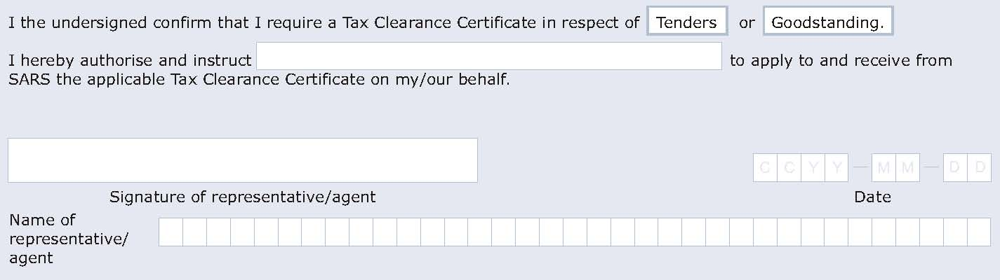 I the undersigned confirm that I require a Tax Clearance Certificate in respect of Tenders or Goodstanding.
I hereby authorise and instruct to apply to and receive from
SARS the applicable Tax Clearance Certificate on my/our behalf.
C C Y Y — M M — D D
Signature of representative/agent Date
Name of
representative/
agent